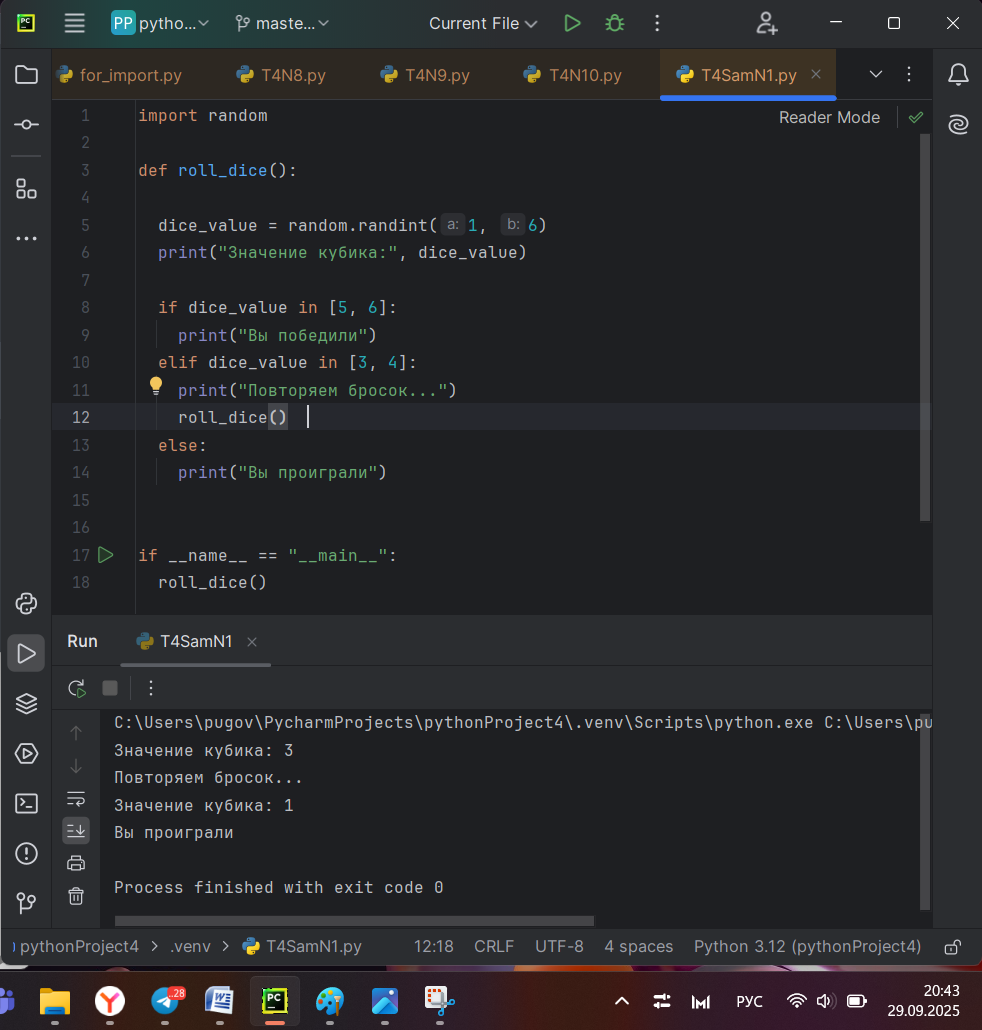 PC PP pytho... maste... Current File
for_import.py T4N8.py T4N9.py T4N10.py T4SamN1.py
Reader Mode
1 import random
2
3 def roll_dice():
4
5 dice_value = random.randint( a: 1, b: 6)
6 print("Значение кубика:", dice_value)
7
8 if dice_value in [5, 6]:
9 print("Вы победили")
10 elif dice_value in [3, 4]:
11 print("Повторяем бросок...")
12 roll_dice()
13 else:
14 print("Вы проиграли")
15
16
17 if __name__ == "__main__":
18 roll_dice()
Run T4SamN1
C:\Users\pugov\PycharmProjects\pythonProject4\.venv\Scripts\python.exe C:\Users\pu
Значение кубика: 3
Повторяем бросок...
Значение кубика: 1
Вы проиграли
Process finished with exit code 0
pythonProject4 > .venv > T4SamN1.py 12:18 CRLF UTF-8 4 spaces Python 3.12 (pythonProject4)
Y 28 W PC РУС 20:43
29.09.2025